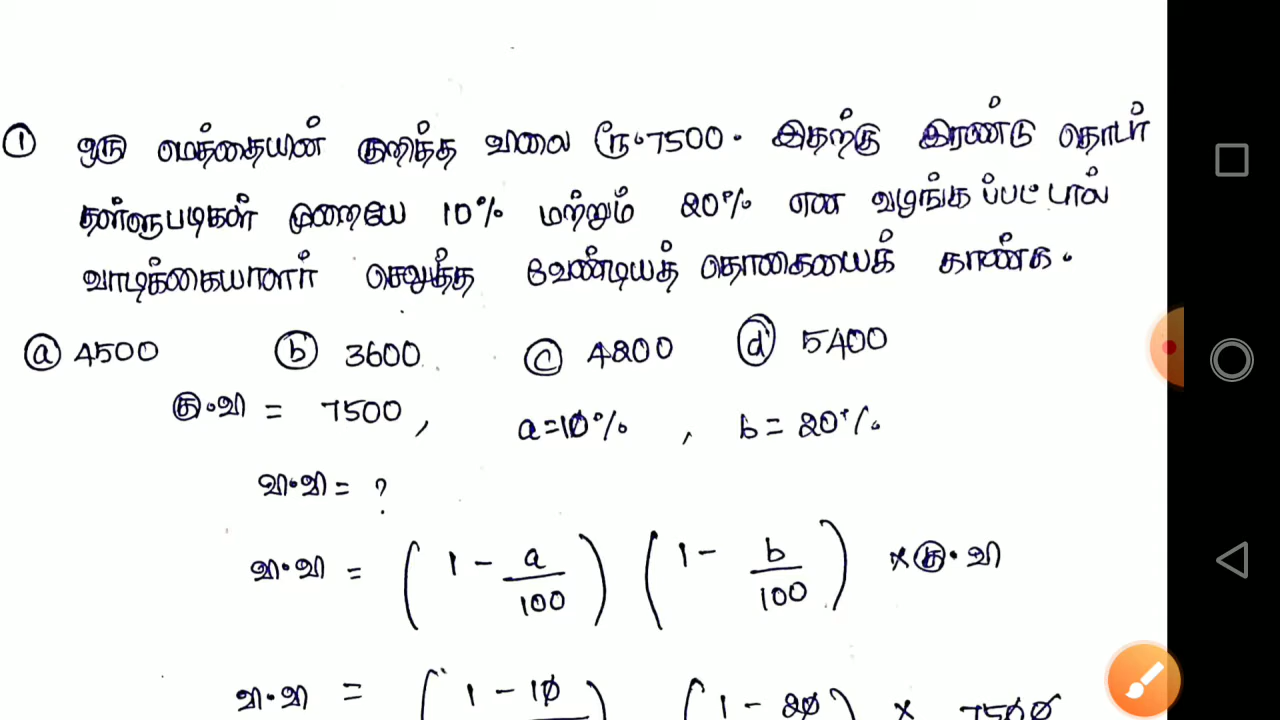 ① ஒரு மெத்தையின் குறித்த விலை ரூ.7500. இதற்கு இரண்டு தொடர்
தள்ளுபடிகள் முறையே 10% மற்றும் 20% என வழங்கப்பட்டால்
வாடிக்கையாளர் செலுத்த வேண்டியத் தொகையைக் காண்க.
ⓐ 4500 ⓑ 3600 ⓒ 4800 ⓓ 5400
கு.வி = 7500, a=10%, b=20%
வி.வி = ?
வி.வி = (1 - a/100) (1 - b/100) × கு.வி
வி.வி = (1 - 10 (1 - 20) × 7500